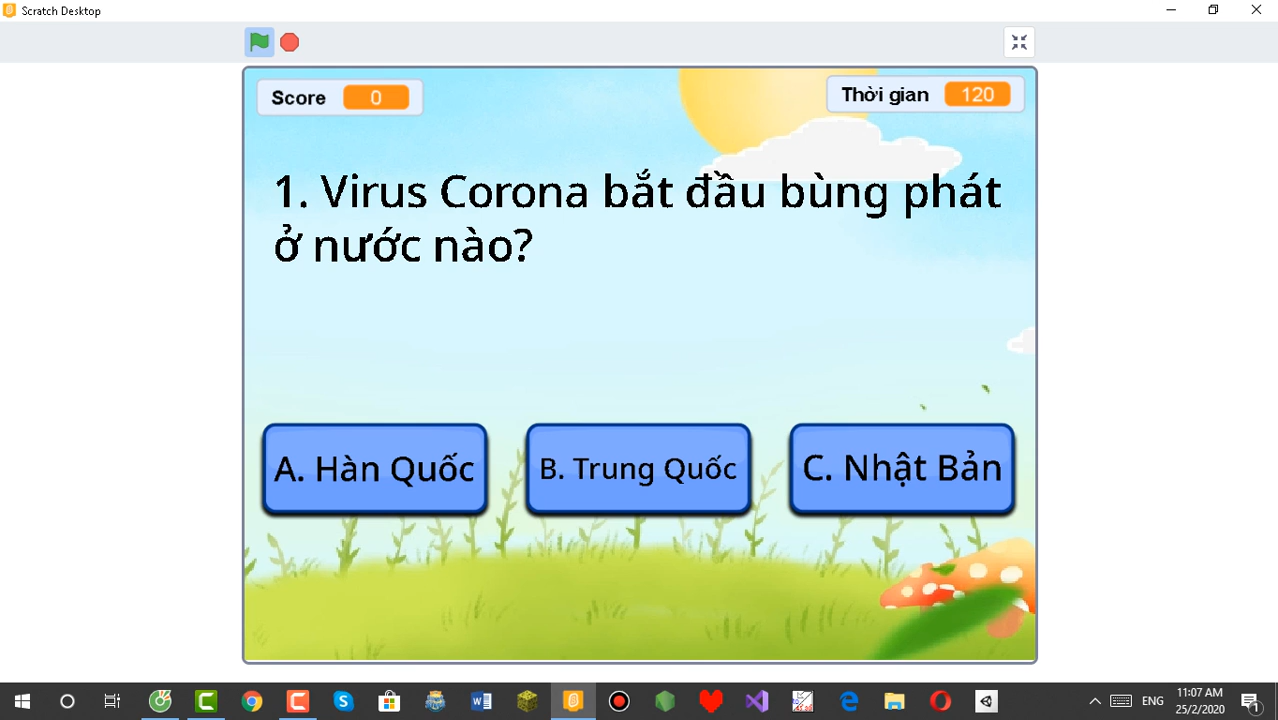 Scratch Desktop
Score 0
Thời gian 120
1. Virus Corona bắt đầu bùng phát
ở nước nào?
A. Hàn Quốc
B. Trung Quốc
C. Nhật Bản
ENG
11:07 AM
25/2/2020
1